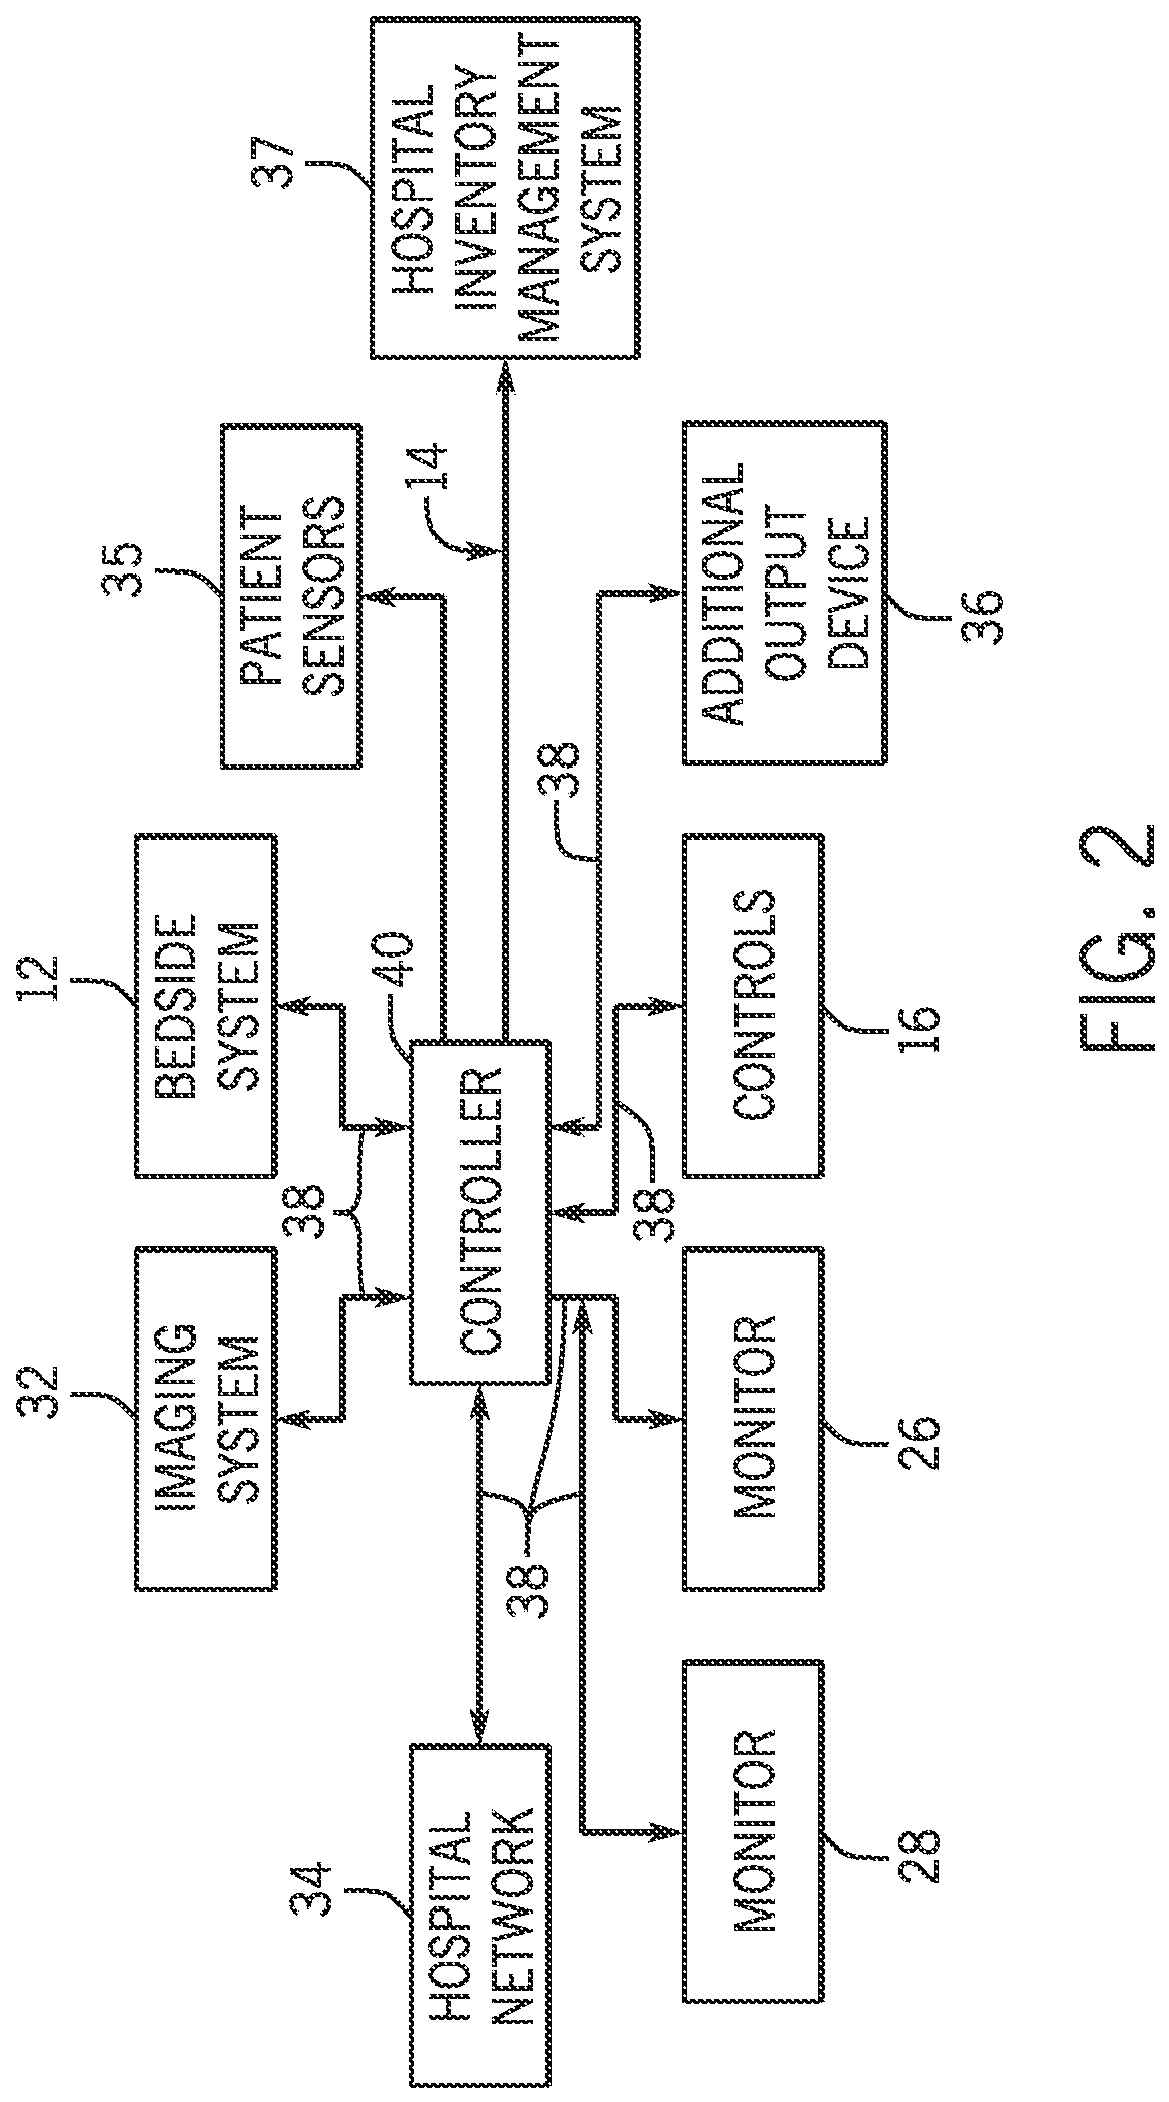 34
HOSPITAL
NETWORK
32
IMAGING
SYSTEM
12
BEDSIDE
SYSTEM
35
PATIENT
SENSORS
37
HOSPITAL
INVENTORY
MANAGEMENT
SYSTEM
38
40
CONTROLLER
14
38
38
38
MONITOR
28
MONITOR
26
CONTROLS
16
ADDITIONAL
OUTPUT
DEVICE
36
FIG. 2